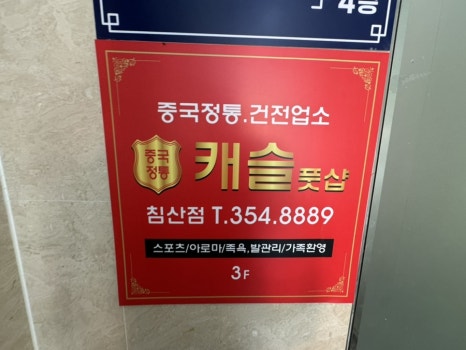 4층
중국정통.건전업소
중국
정통
캐슬풋샵
침산점 T.354.8889
스포츠/아로마/족욕,발관리/가족환영
3F